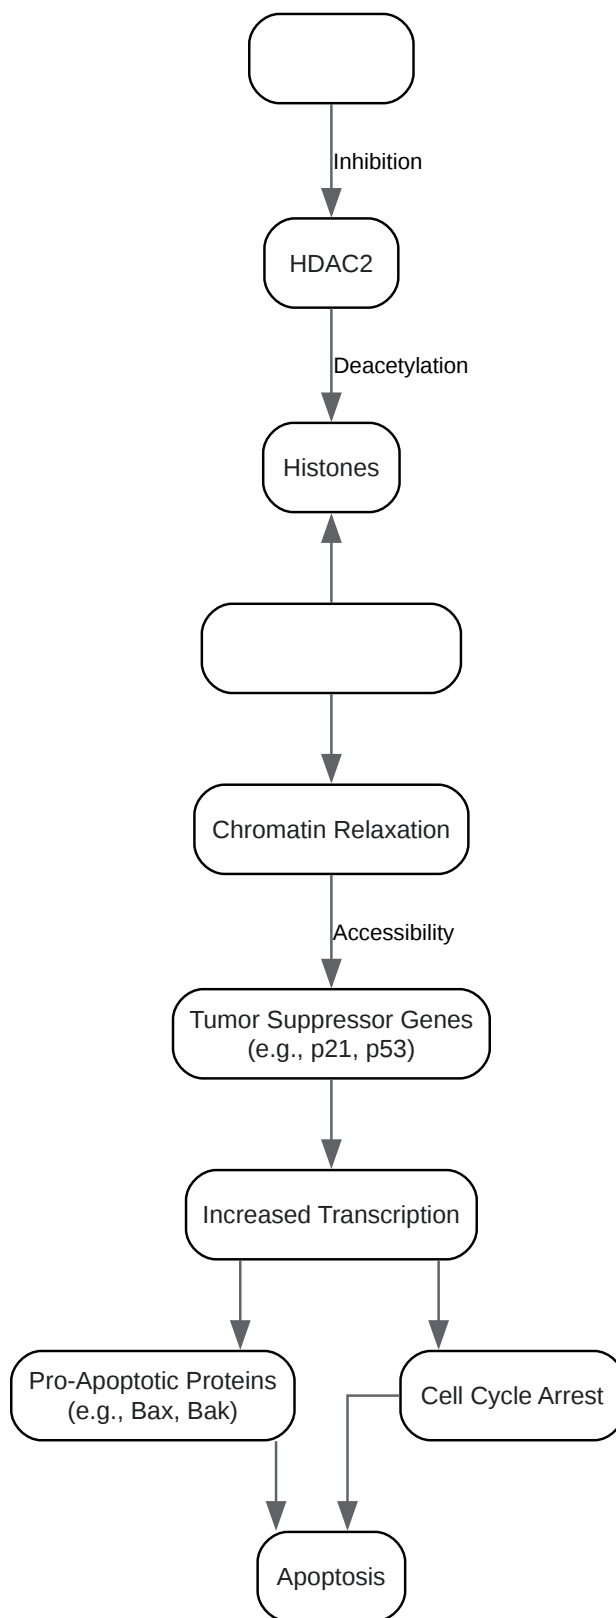 Inhibition
HDAC2
Deacetylation
Histones
Chromatin Relaxation
Accessibility
Tumor Suppressor Genes
(e.g., p21, p53)
Increased Transcription
Pro-Apoptotic Proteins
(e.g., Bax, Bak)
Cell Cycle Arrest
Apoptosis